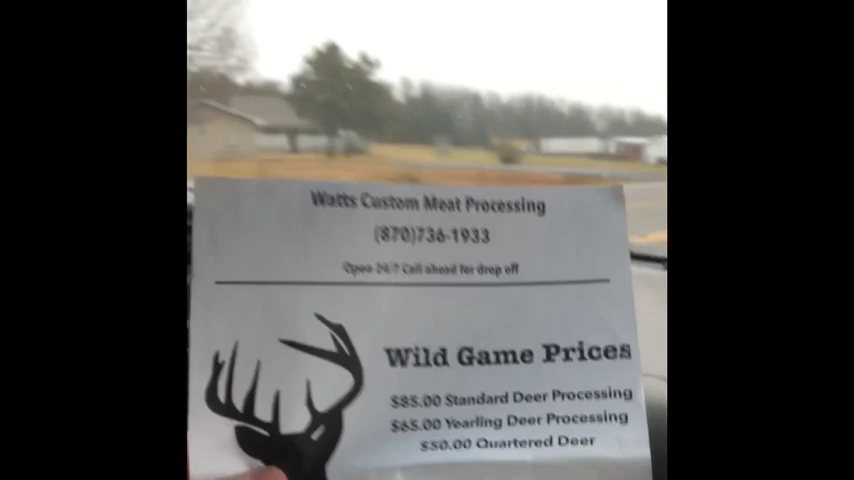 Watts Custom Meat Processing
(870)736-1933
Open 24/7 Call ahead for drop off
Wild Game Prices
$85.00 Standard Deer Processing
$65.00 Yearling Deer Processing
$50.00 Quartered Deer